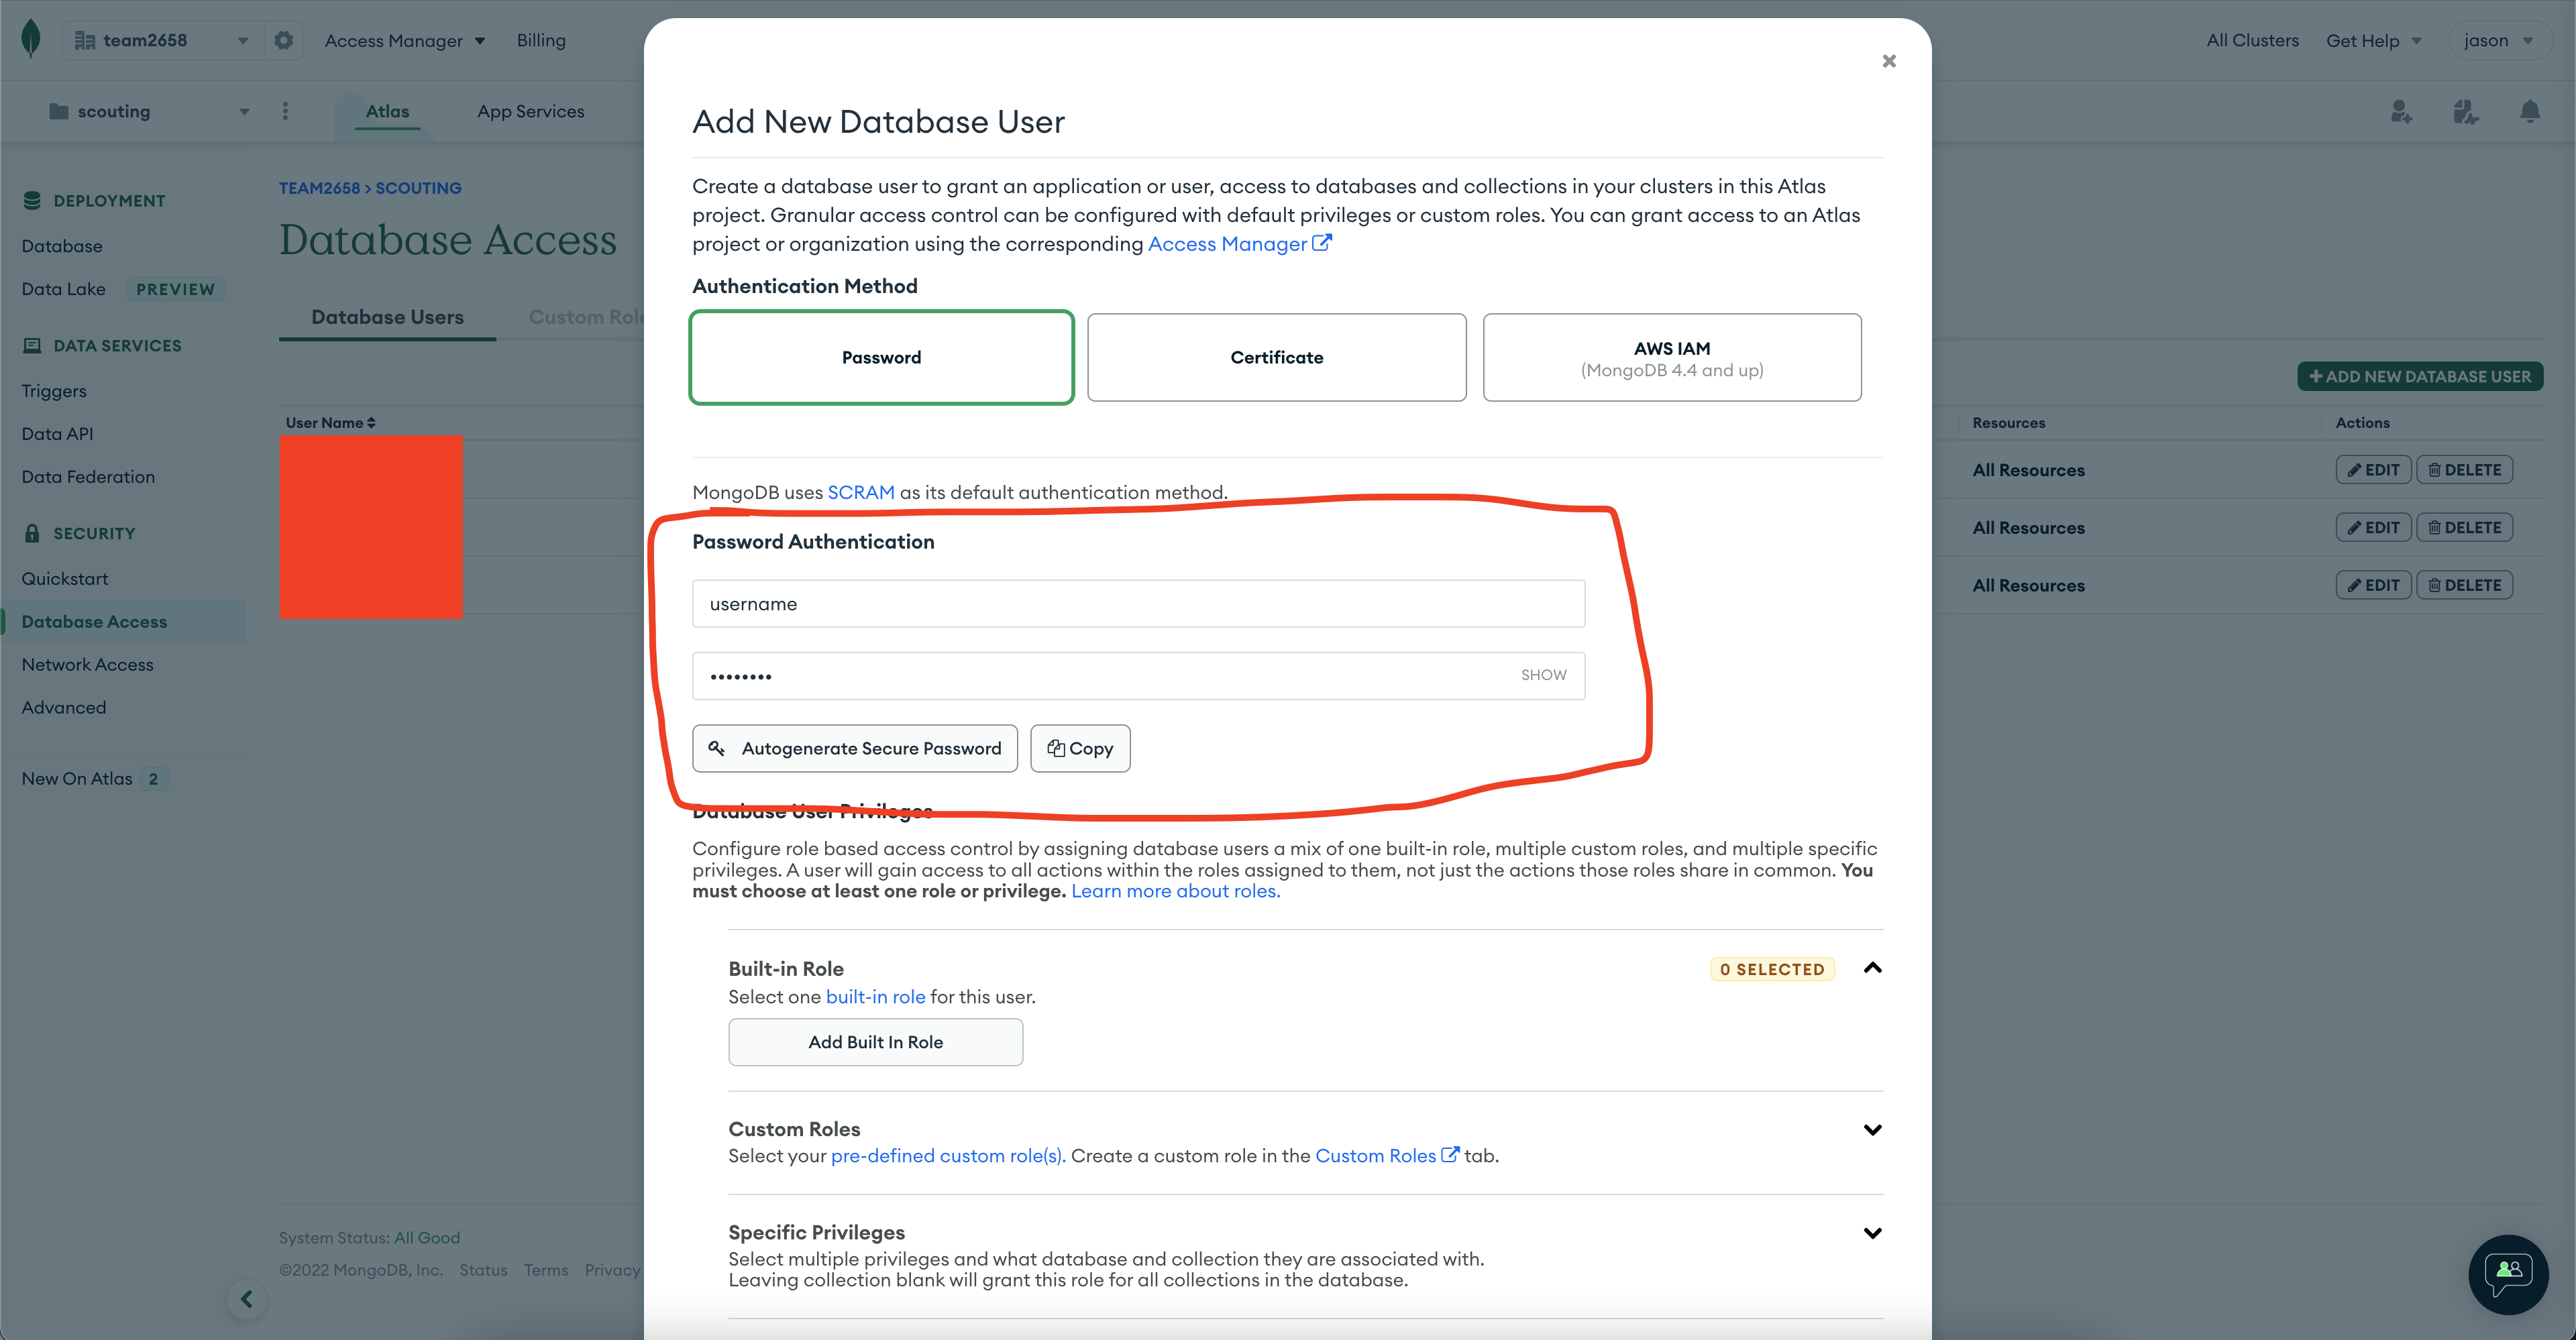 team2658
Access Manager
Billing
All Clusters
Get Help
jason
scouting
Atlas
App Services
DEPLOYMENT
Database
Data Lake PREVIEW
DATA SERVICES
Triggers
Data API
Data Federation
SECURITY
Quickstart
Database Access
Network Access
Advanced
New On Atlas 2
TEAM2658 > SCOUTING
Database Access
Database Users
Custom Role
User Name
System Status: All Good
©2022 MongoDB, Inc. Status Terms Privacy
Add New Database User
Create a database user to grant an application or user, access to databases and collections in your clusters in this Atlas
project. Granular access control can be configured with default privileges or custom roles. You can grant access to an Atlas
project or organization using the corresponding Access Manager
Authentication Method
Password
Certificate
AWS IAM
(MongoDB 4.4 and up)
MongoDB uses SCRAM as its default authentication method.
Password Authentication
username
•••••••• SHOW
Autogenerate Secure Password
Copy
Database User Privileges
Configure role based access control by assigning database users a mix of one built-in role, multiple custom roles, and multiple specific
privileges. A user will gain access to all actions within the roles assigned to them, not just the actions those roles share in common. You
must choose at least one role or privilege. Learn more about roles.
Built-in Role
0 SELECTED
Select one built-in role for this user.
Add Built In Role
Custom Roles
Select your pre-defined custom role(s). Create a custom role in the Custom Roles tab.
Specific Privileges
Select multiple privileges and what database and collection they are associated with.
Leaving collection blank will grant this role for all collections in the database.
+ ADD NEW DATABASE USER
Resources
Actions
All Resources EDIT DELETE
All Resources EDIT DELETE
All Resources EDIT DELETE